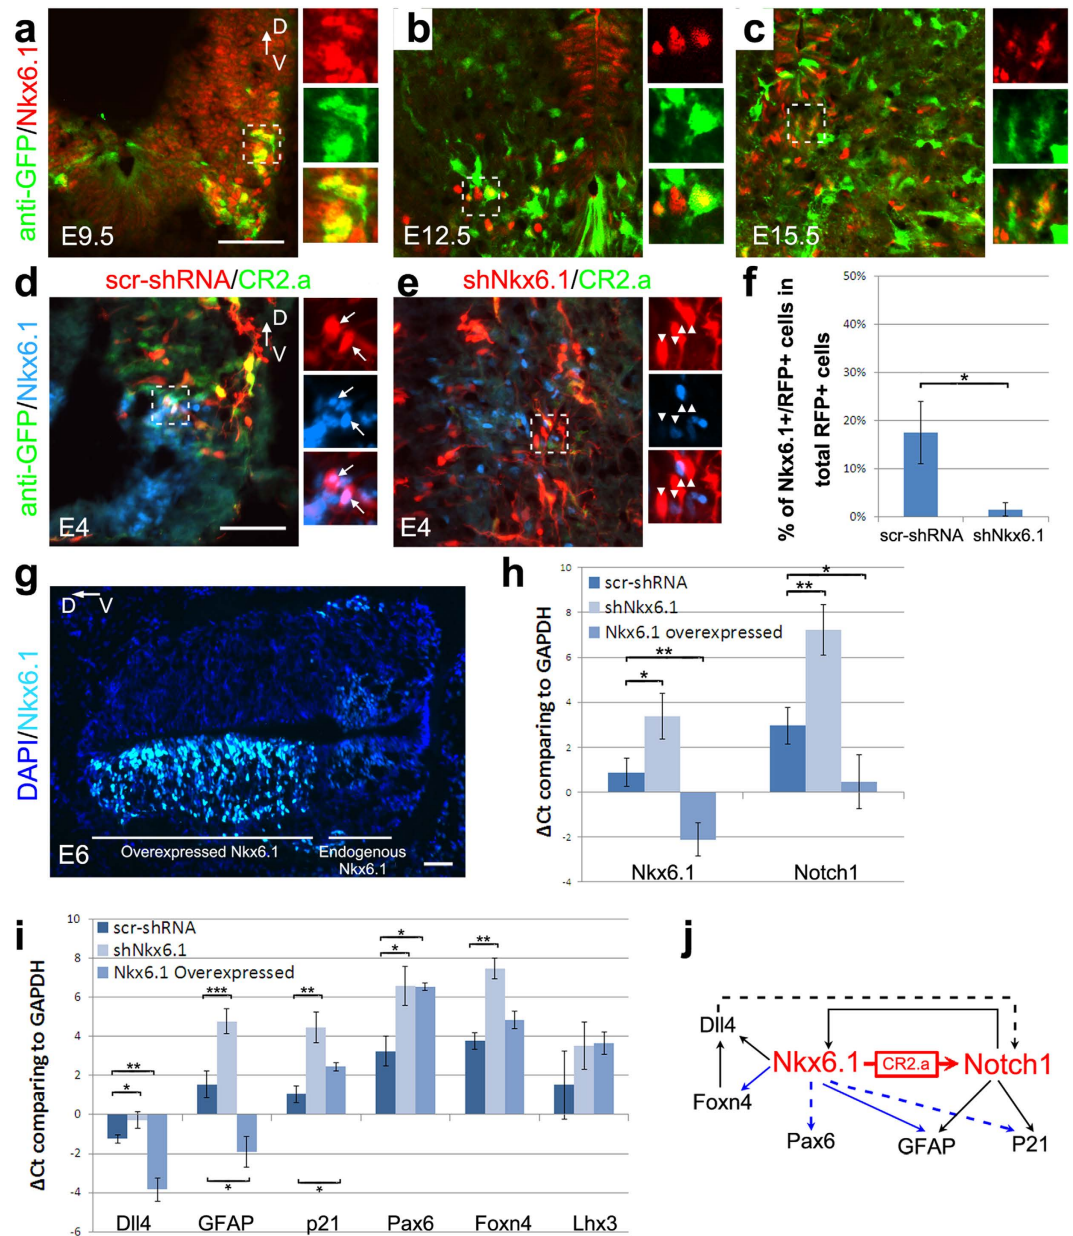 a
b
c
anti-GFP/Nkx6.1
D
V
E9.5
E12.5
E15.5
d
scr-shRNA/CR2.a
e
shNkx6.1/CR2.a
f
anti-GFP/Nkx6.1
D
V
E4
E4
% of Nkx6.1+/RFP+ cells in
total RFP+ cells
50%
40%
30%
20%
10%
0%
*
scr-shRNA
shNkx6.1
g
DAPI/Nkx6.1
D
V
E6
Overexpressed Nkx6.1
Endogenous
Nkx6.1
h
ΔCt comparing to GAPDH
10
8
6
4
2
0
-2
-4
scr-shRNA
shNkx6.1
Nkx6.1 overexpressed
**
*
*
**
Nkx6.1
Notch1
i
ΔCt comparing to GAPDH
10
8
6
4
2
0
-2
-4
-6
scr-shRNA
shNkx6.1
Nkx6.1 Overexpressed
**
*
***
*
**
*
*
*
**
Dll4
GFAP
p21
Pax6
Foxn4
Lhx3
j
Dll4
Nkx6.1
CR2.a
Notch1
Foxn4
Pax6
GFAP
P21